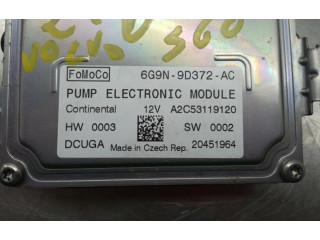 VOLVO S60
FoMoCo 6G9N-9D372-AC
PUMP ELECTRONIC MODULE
Continental 12V A2C53119120
HW 0003 SW 0002
DCUGA Made in Czech Rep. 20451964